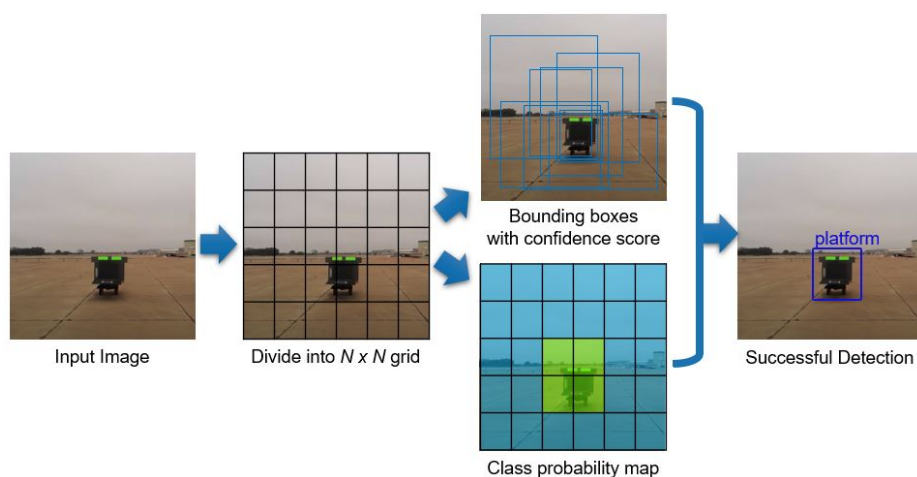 Input Image
Divide into N x N grid
Bounding boxes
with confidence score
Class probability map
platform
Successful Detection